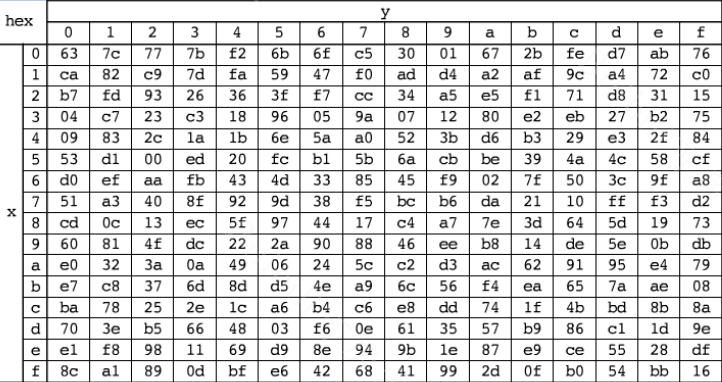 hex y
0 1 2 3 4 5 6 7 8 9 a b c d e f
0 63 7c 77 7b f2 6b 6f c5 30 01 67 2b fe d7 ab 76
1 ca 82 c9 7d fa 59 47 f0 ad d4 a2 af 9c a4 72 c0
2 b7 fd 93 26 36 3f f7 cc 34 a5 e5 f1 71 d8 31 15
3 04 c7 23 c3 18 96 05 9a 07 12 80 e2 eb 27 b2 75
4 09 83 2c 1a 1b 6e 5a a0 52 3b d6 b3 29 e3 2f 84
5 53 d1 00 ed 20 fc b1 5b 6a cb be 39 4a 4c 58 cf
6 d0 ef aa fb 43 4d 33 85 45 f9 02 7f 50 3c 9f a8
x 7 51 a3 40 8f 92 9d 38 f5 bc b6 da 21 10 ff f3 d2
8 cd 0c 13 ec 5f 97 44 17 c4 a7 7e 3d 64 5d 19 73
9 60 81 4f dc 22 2a 90 88 46 ee b8 14 de 5e 0b db
a e0 32 3a 0a 49 06 24 5c c2 d3 ac 62 91 95 e4 79
b e7 c8 37 6d 8d d5 4e a9 6c 56 f4 ea 65 7a ae 08
c ba 78 25 2e 1c a6 b4 c6 e8 dd 74 1f 4b bd 8b 8a
d 70 3e b5 66 48 03 f6 0e 61 35 57 b9 86 c1 1d 9e
e e1 f8 98 11 69 d9 8e 94 9b 1e 87 e9 ce 55 28 df
f 8c a1 89 0d bf e6 42 68 41 99 2d 0f b0 54 bb 16